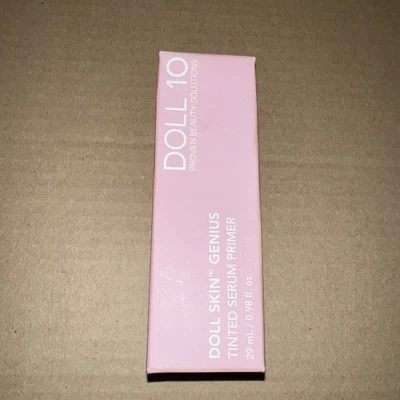 DOLL 10
PROVEN BEAUTY SOLUTIONS
DOLL SKIN™ GENIUS
TINTED SERUM PRIMER
29 mL / 0.98 fl. oz.